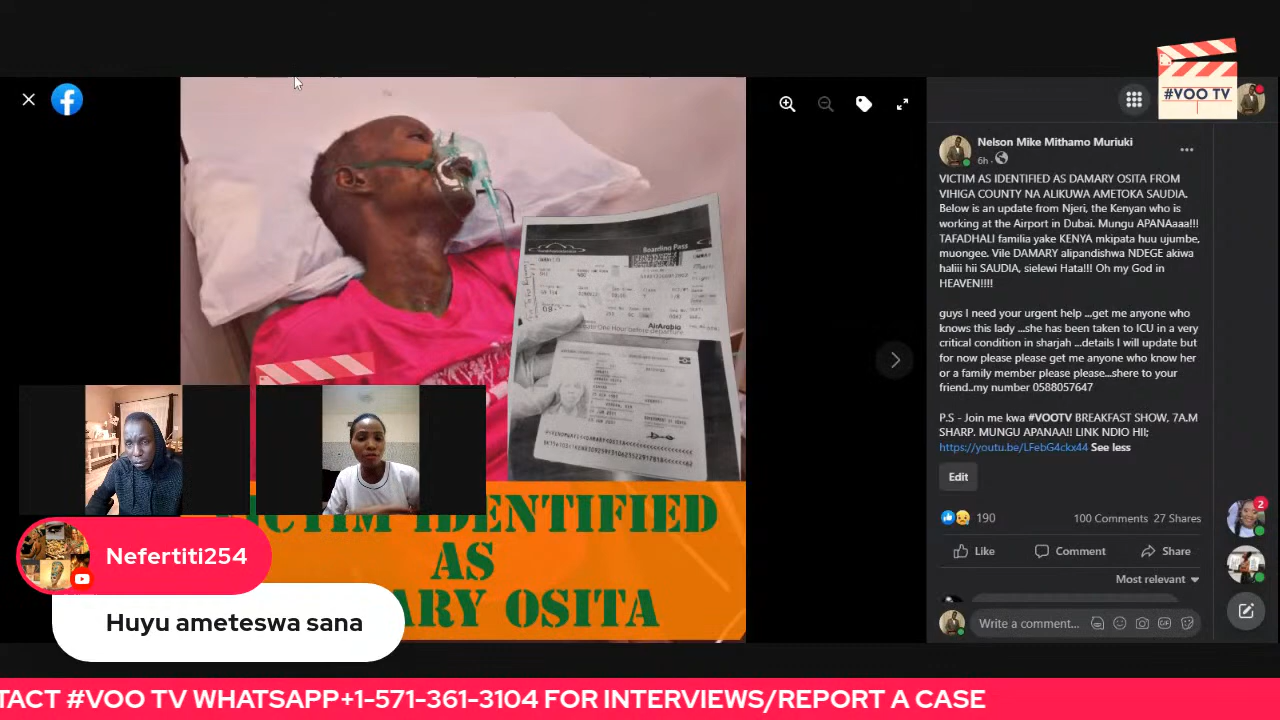 #VOO TV
Nelson Mike Mithamo Muriuki
6h
VICTIM AS IDENTIFIED AS DAMARY OSITA FROM
VIHIGA COUNTY NA ALIKUWA AMETOKA SAUDIA.
Below is an update from Njeri, the Kenyan who is
working at the Airport in Dubai. Mungu APANAaaa!!!
TAFADHALI familia yake KENYA mkipata huu ujumbe,
muongee. Vile DAMARY alipandishwa NDEGE akiwa
haliii hii SAUDIA, sielewi Hata!!! Oh my God in
HEAVEN!!!!
guys I need your urgent help ...get me anyone who
knows this lady ...she has been taken to ICU in a very
critical condition in sharjah ...details I will update but
for now please please get me anyone who know her
or a family member please please...shere to your
friend..my number 0588057647
P.S - Join me kwa #VOOTV BREAKFAST SHOW, 7A.M
SHARP. MUNGU APANAA!! LINK NDIO HII;
https://youtu.be/LFebG4ckx44 See less
Edit
190
100 Comments 27 Shares
Like Comment Share
Most relevant
Write a comment...
2
Boarding Pass
AirArabia
IDENTIFIED
AS
ARY OSITA
Nefertiti254
Huyu ameteswa sana
TACT #VOO TV WHATSAPP+1-571-361-3104 FOR INTERVIEWS/REPORT A CASE